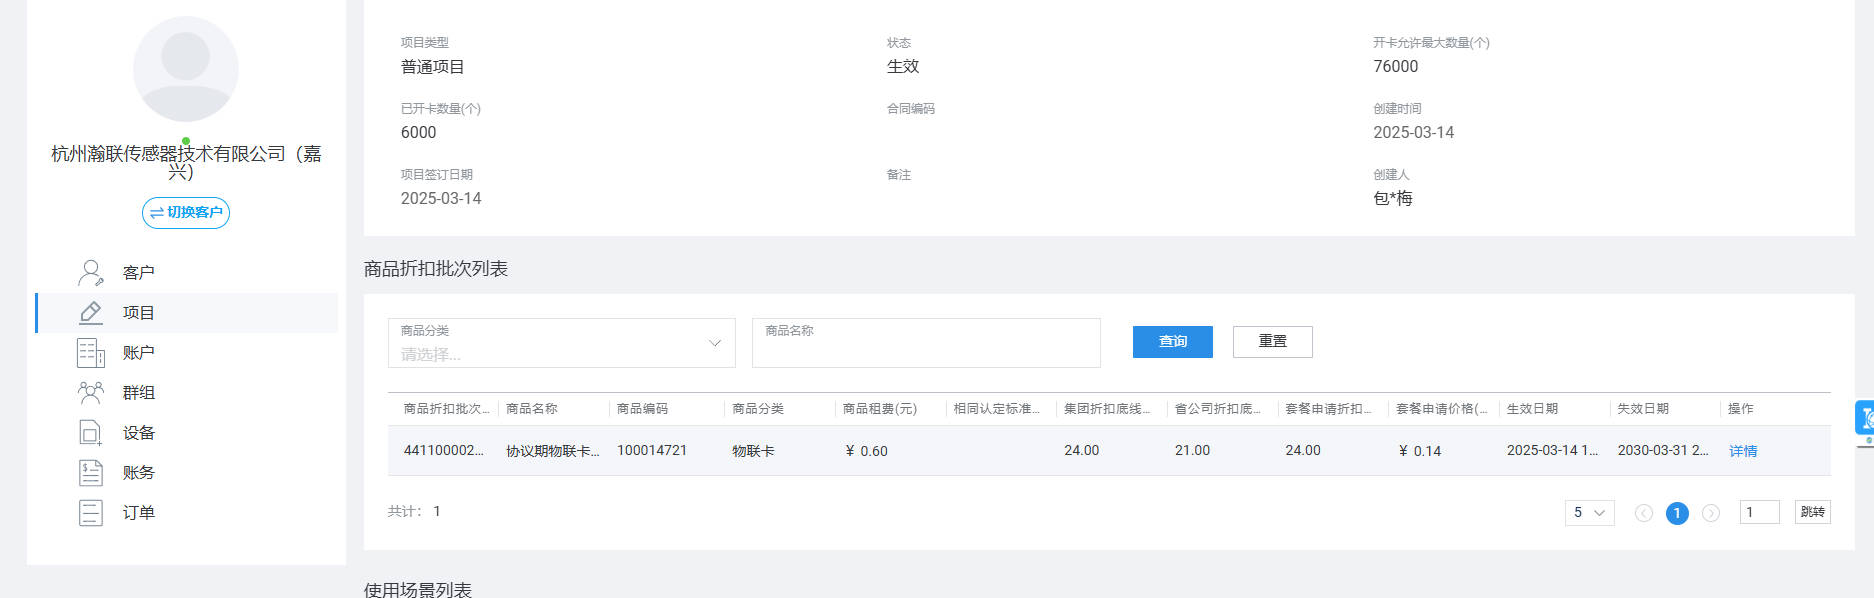 杭州瀚联传感器技术有限公司（嘉
兴）
切换客户
客户
项目
账户
群组
设备
账务
订单
项目类型
普通项目
状态
生效
开卡允许最大数量(个)
76000
已开卡数量(个)
6000
合同编码
创建时间
2025-03-14
项目签订日期
2025-03-14
备注
创建人
包*梅
商品折扣批次列表
商品分类
请选择...
商品名称
查询
重置
商品折扣批次... 商品名称 商品编码 商品分类 商品租费(元) 相同认定标准... 集团折扣底线... 省公司折扣底... 套餐申请折扣... 套餐申请价格(... 生效日期 失效日期 操作
441100002... 协议期物联卡... 100014721 物联卡 ¥ 0.60 24.00 21.00 24.00 ¥ 0.14 2025-03-14 1... 2030-03-31 2... 详情
共计： 1
5 1 1 跳转
使用场景列表